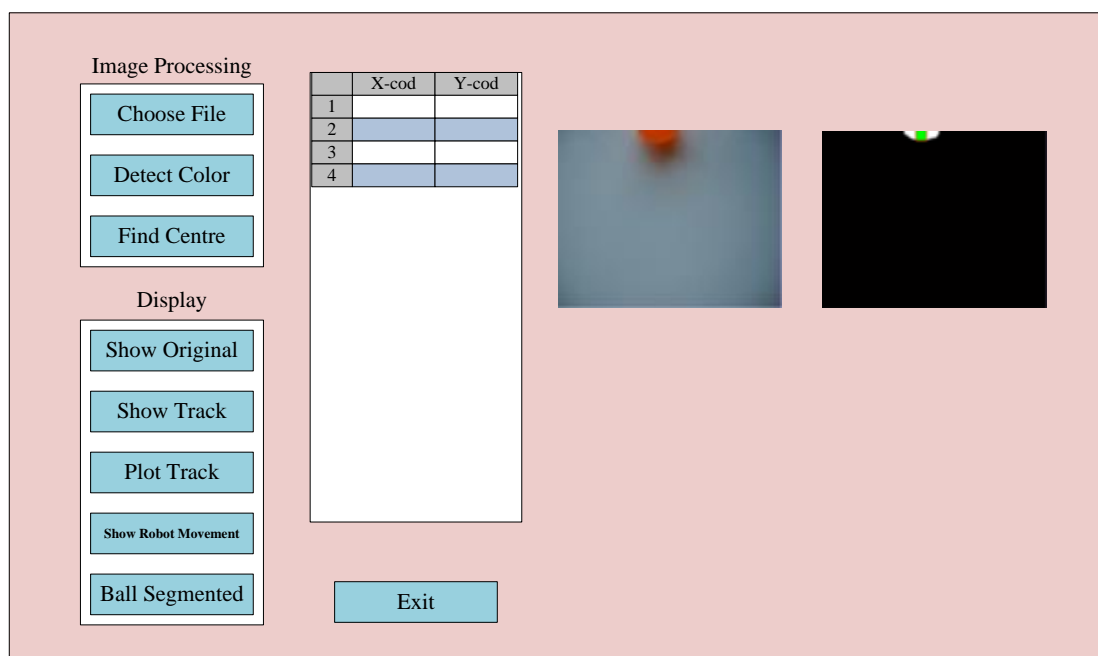 Image Processing
Choose File
Detect Color
Find Centre
Display
Show Original
Show Track
Plot Track
Show Robot Movement
Ball Segmented
X-cod Y-cod
1
2
3
4
Exit